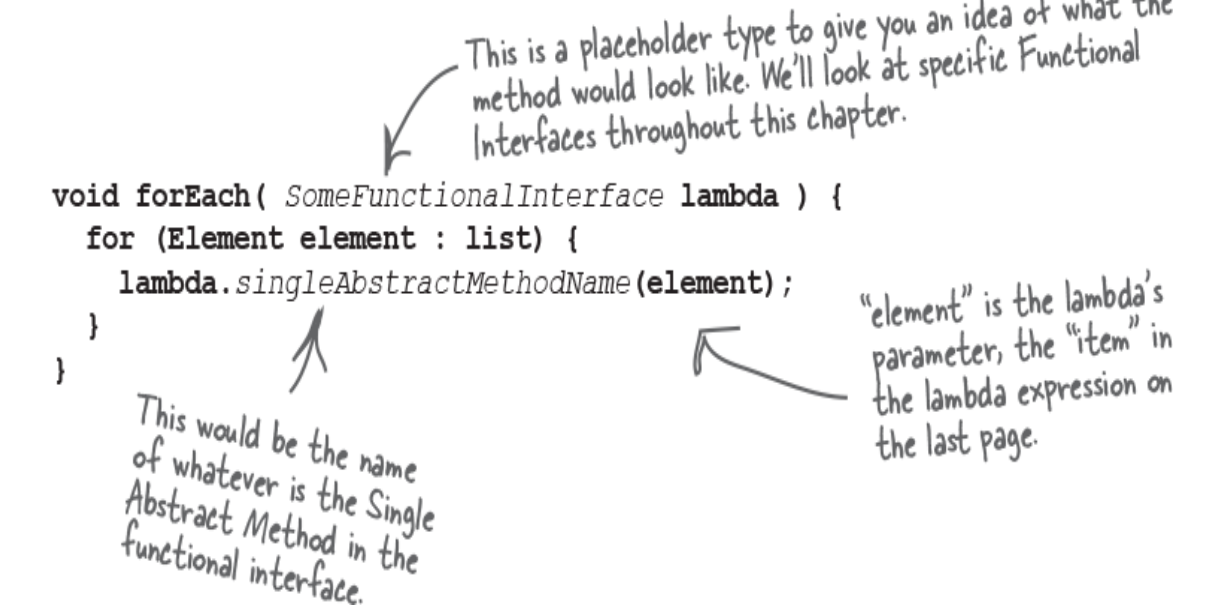 This is a placeholder type to give you an idea of what the
method would look like. We'll look at specific Functional
Interfaces throughout this chapter.
void forEach( SomeFunctionalInterface lambda ) {
for (Element element : list) {
lambda.singleAbstractMethodName(element);
}
}
"element" is the lambda's
parameter, the "item" in
the lambda expression on
the last page.
This would be the name
of whatever is the Single
Abstract Method in the
functional interface.